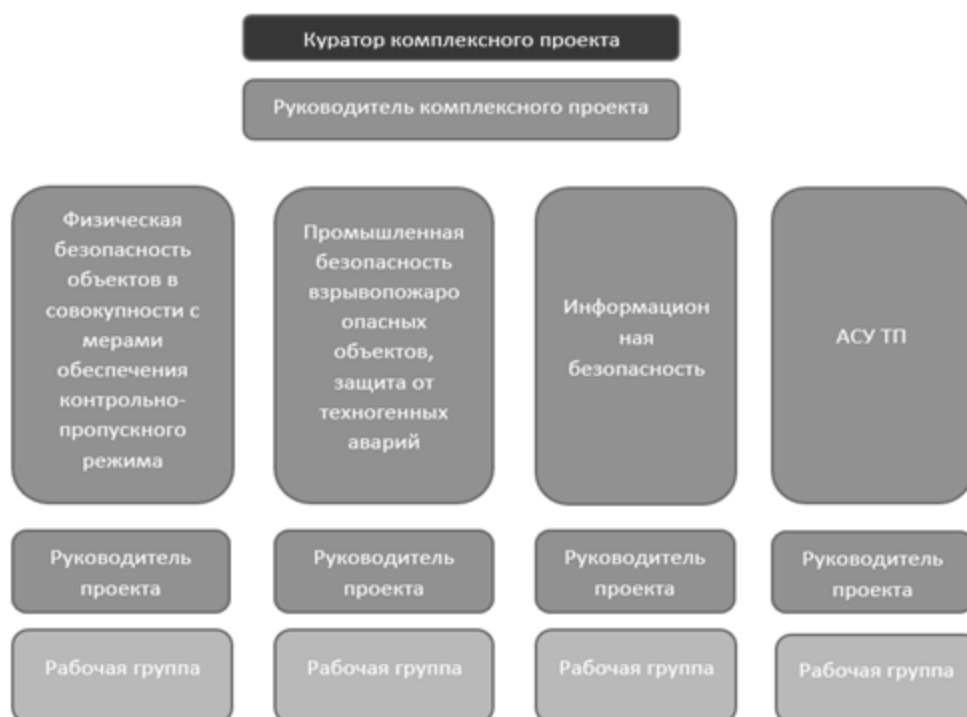 Куратор комплексного проекта
Руководитель комплексного проекта
Физическая
безопасность
объектов в
совокупности с
мерами
обеспечения
контрольно-
пропускного
режима
Промышленная
безопасность
взрывопожаро
опасных
объектов,
защита от
техногенных
аварий
Информацион
ная
безопасность
АСУ ТП
Руководитель
проекта
Руководитель
проекта
Руководитель
проекта
Руководитель
проекта
Рабочая группа
Рабочая группа
Рабочая группа
Рабочая группа